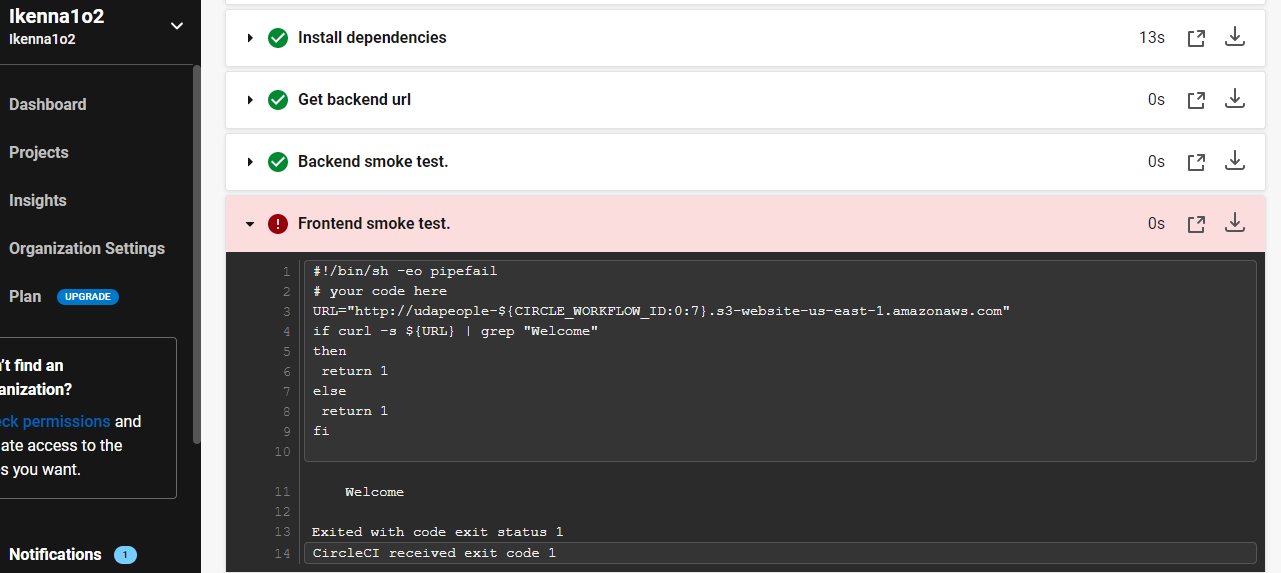 Ikenna1o2
Ikenna1o2
Dashboard
Projects
Insights
Organization Settings
Plan UPGRADE
't find an
anization?
ck permissions and
ate access to the
s you want.
Notifications 1
Install dependencies 13s
Get backend url 0s
Backend smoke test. 0s
Frontend smoke test. 0s
1 #!/bin/sh -eo pipefail
2 # your code here
3 URL="http://udapeople-${CIRCLE_WORKFLOW_ID:0:7}.s3-website-us-east-1.amazonaws.com"
4 if curl -s ${URL} | grep "Welcome"
5 then
6 return 1
7 else
8 return 1
9 fi
10
11 Welcome
12
13 Exited with code exit status 1
14 CircleCI received exit code 1